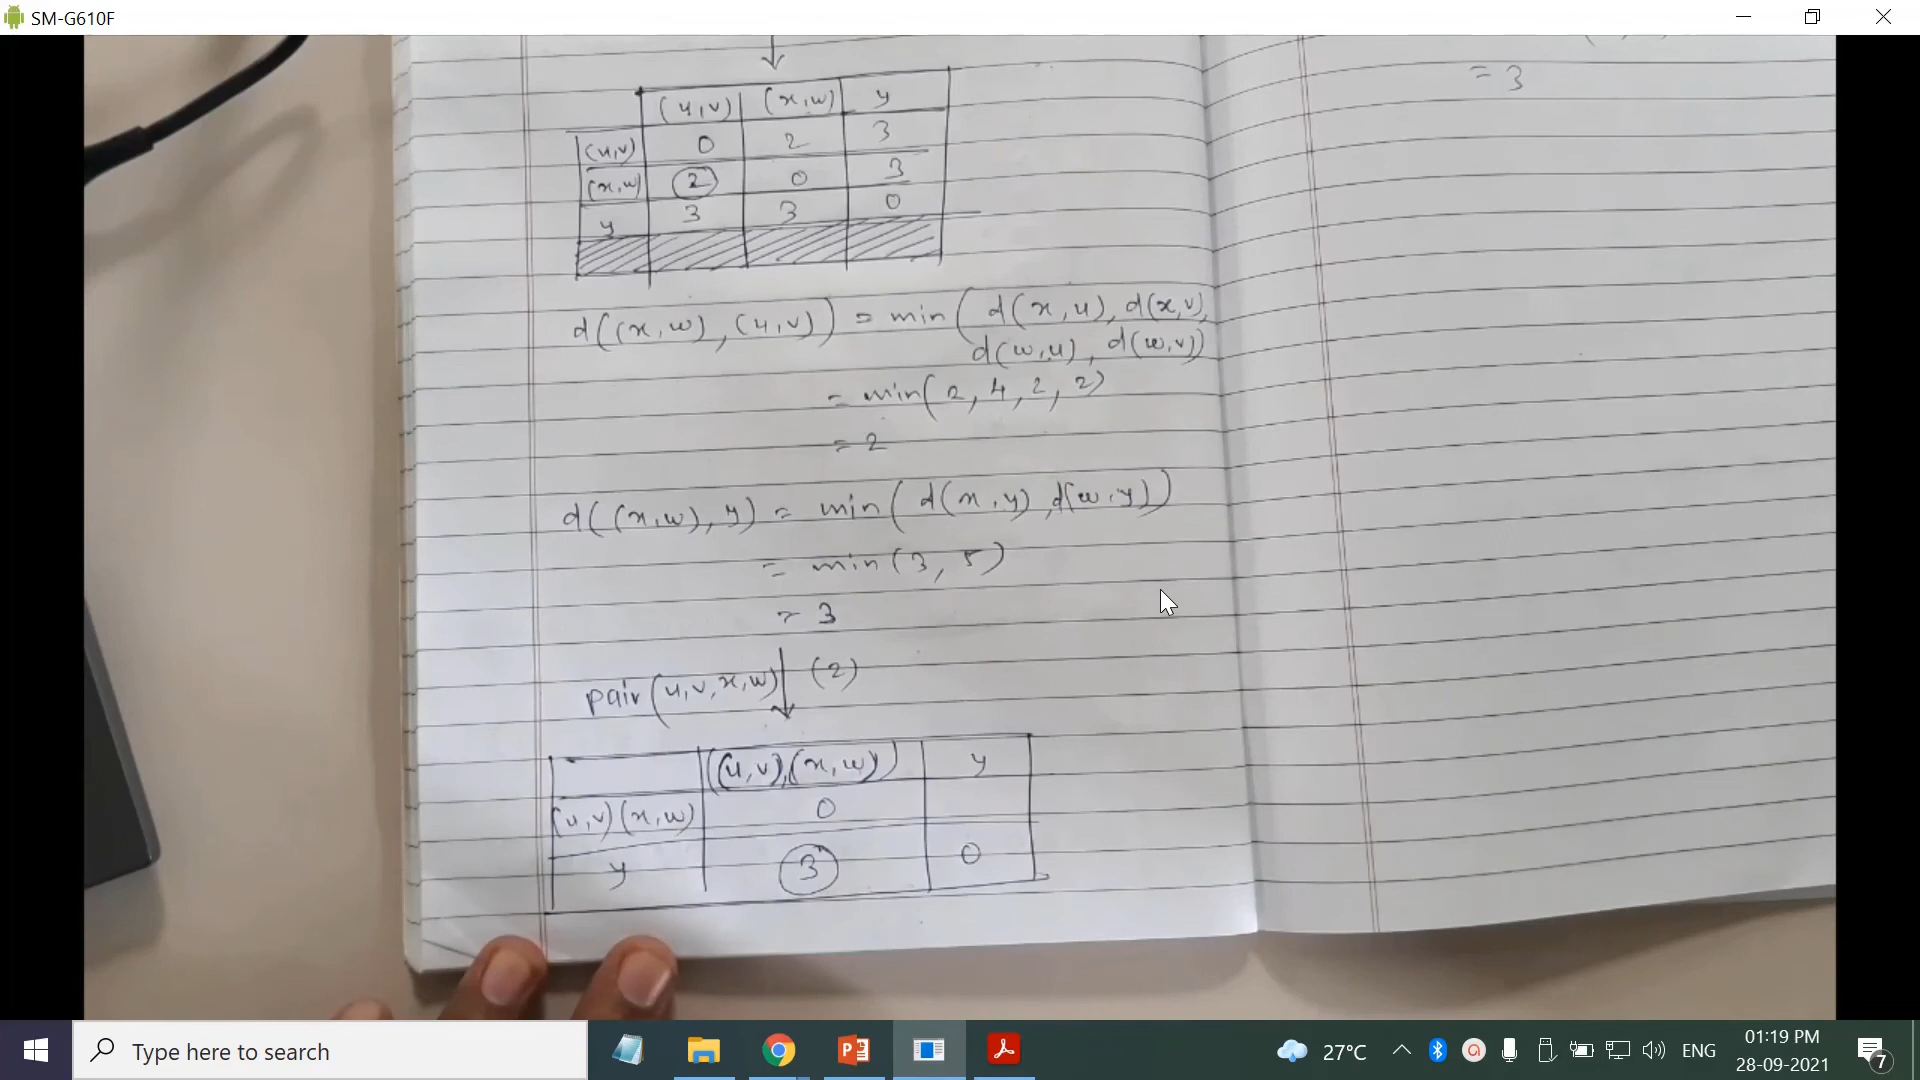 SM-G610F
= 3
(u,v) (x,w) y
(u,v) 0 2 3
(x,w) 2 0 3
y 3 3 0
d((x,w),(u,v)) = min(d(x,u), d(x,v),
d(w,u), d(w,v))
= min(2, 4, 2, 2)
= 2
d((x,w), y) = min(d(x,y), d(w,y))
= min(3, 5)
= 3
pair(u,v,x,w) (2)
((u,v),(x,w)) y
(u,v)(x,w) 0
y 3 0
Type here to search
27°C
ENG
01:19 PM
28-09-2021
7